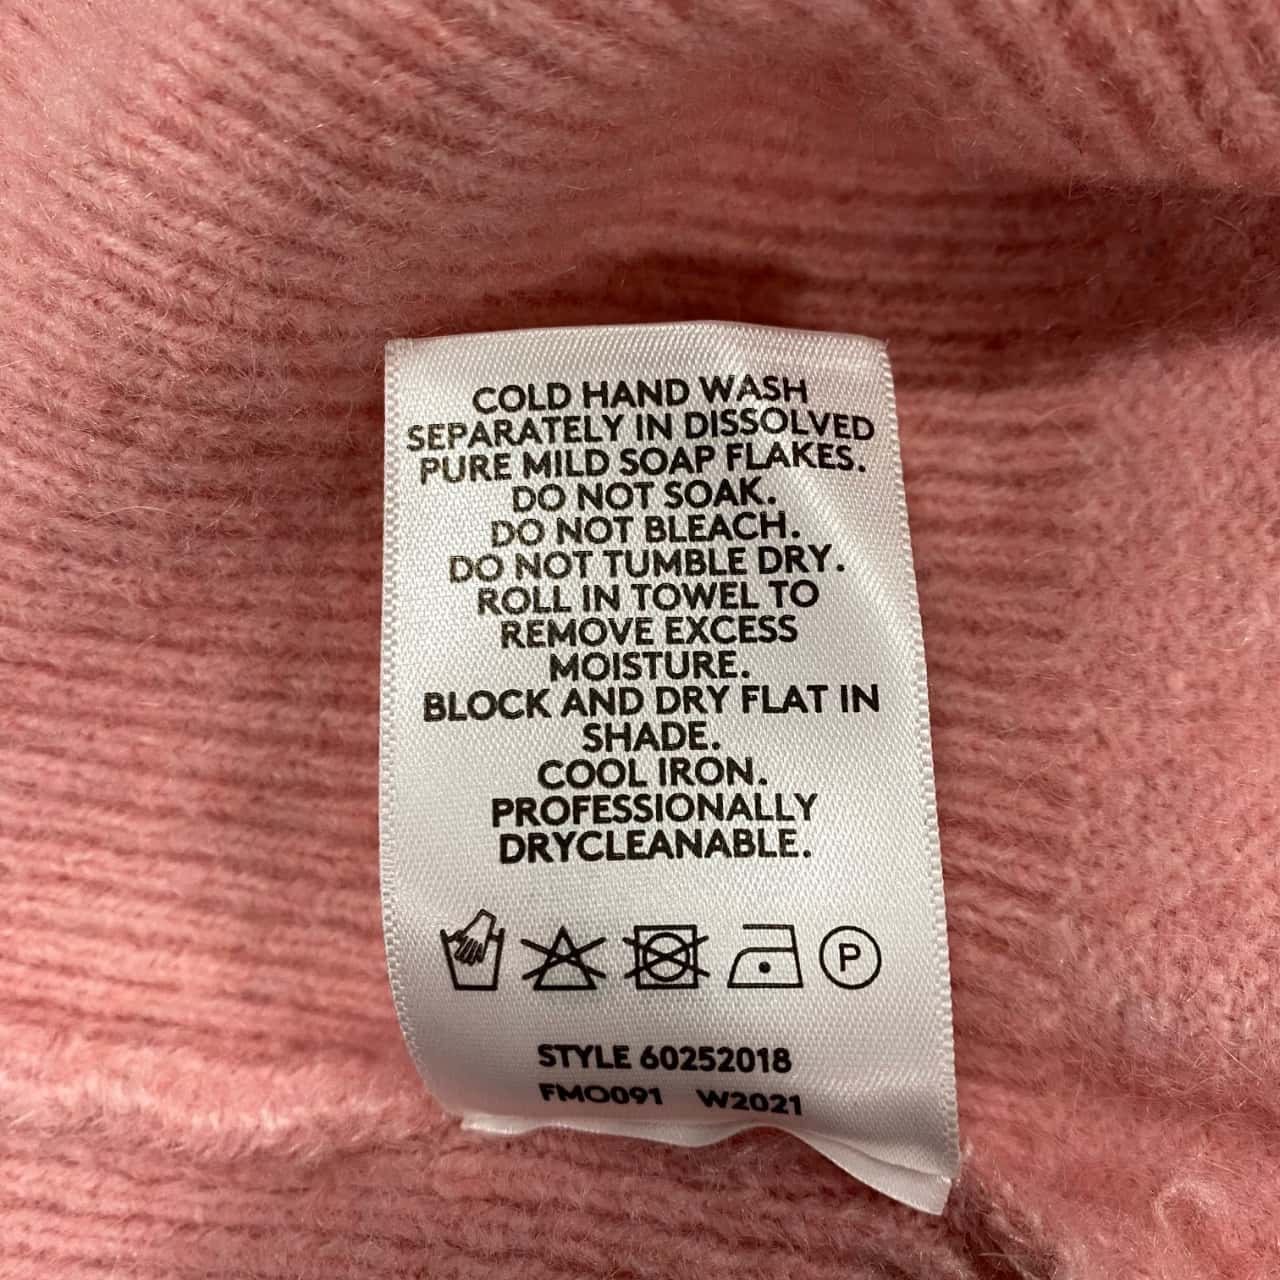 COLD HAND WASH
SEPARATELY IN DISSOLVED
PURE MILD SOAP FLAKES.
DO NOT SOAK.
DO NOT BLEACH.
DO NOT TUMBLE DRY.
ROLL IN TOWEL TO
REMOVE EXCESS
MOISTURE.
BLOCK AND DRY FLAT IN
SHADE.
COOL IRON.
PROFESSIONALLY
DRYCLEANABLE.
P
STYLE 60252018
FMO091 W2021